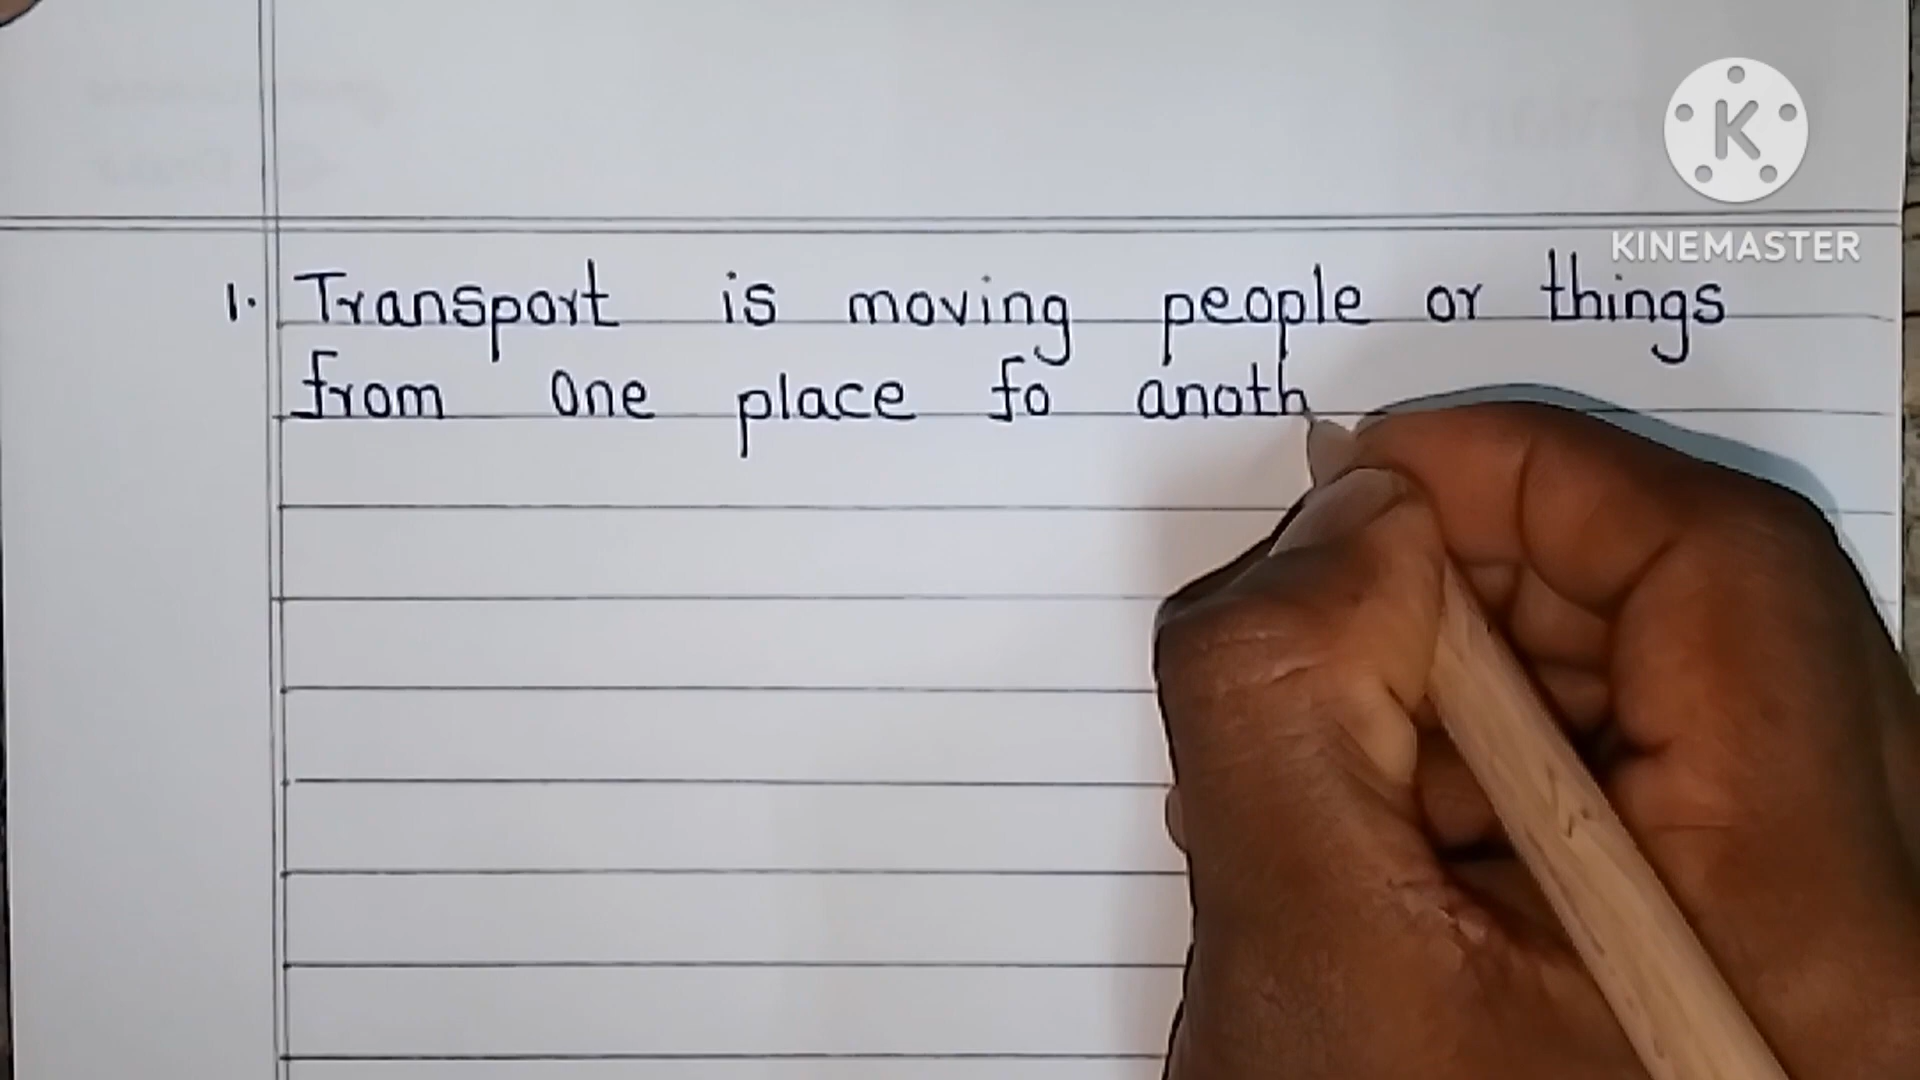 KINEMASTER
1. Transport is moving people or things
from one place fo anoth